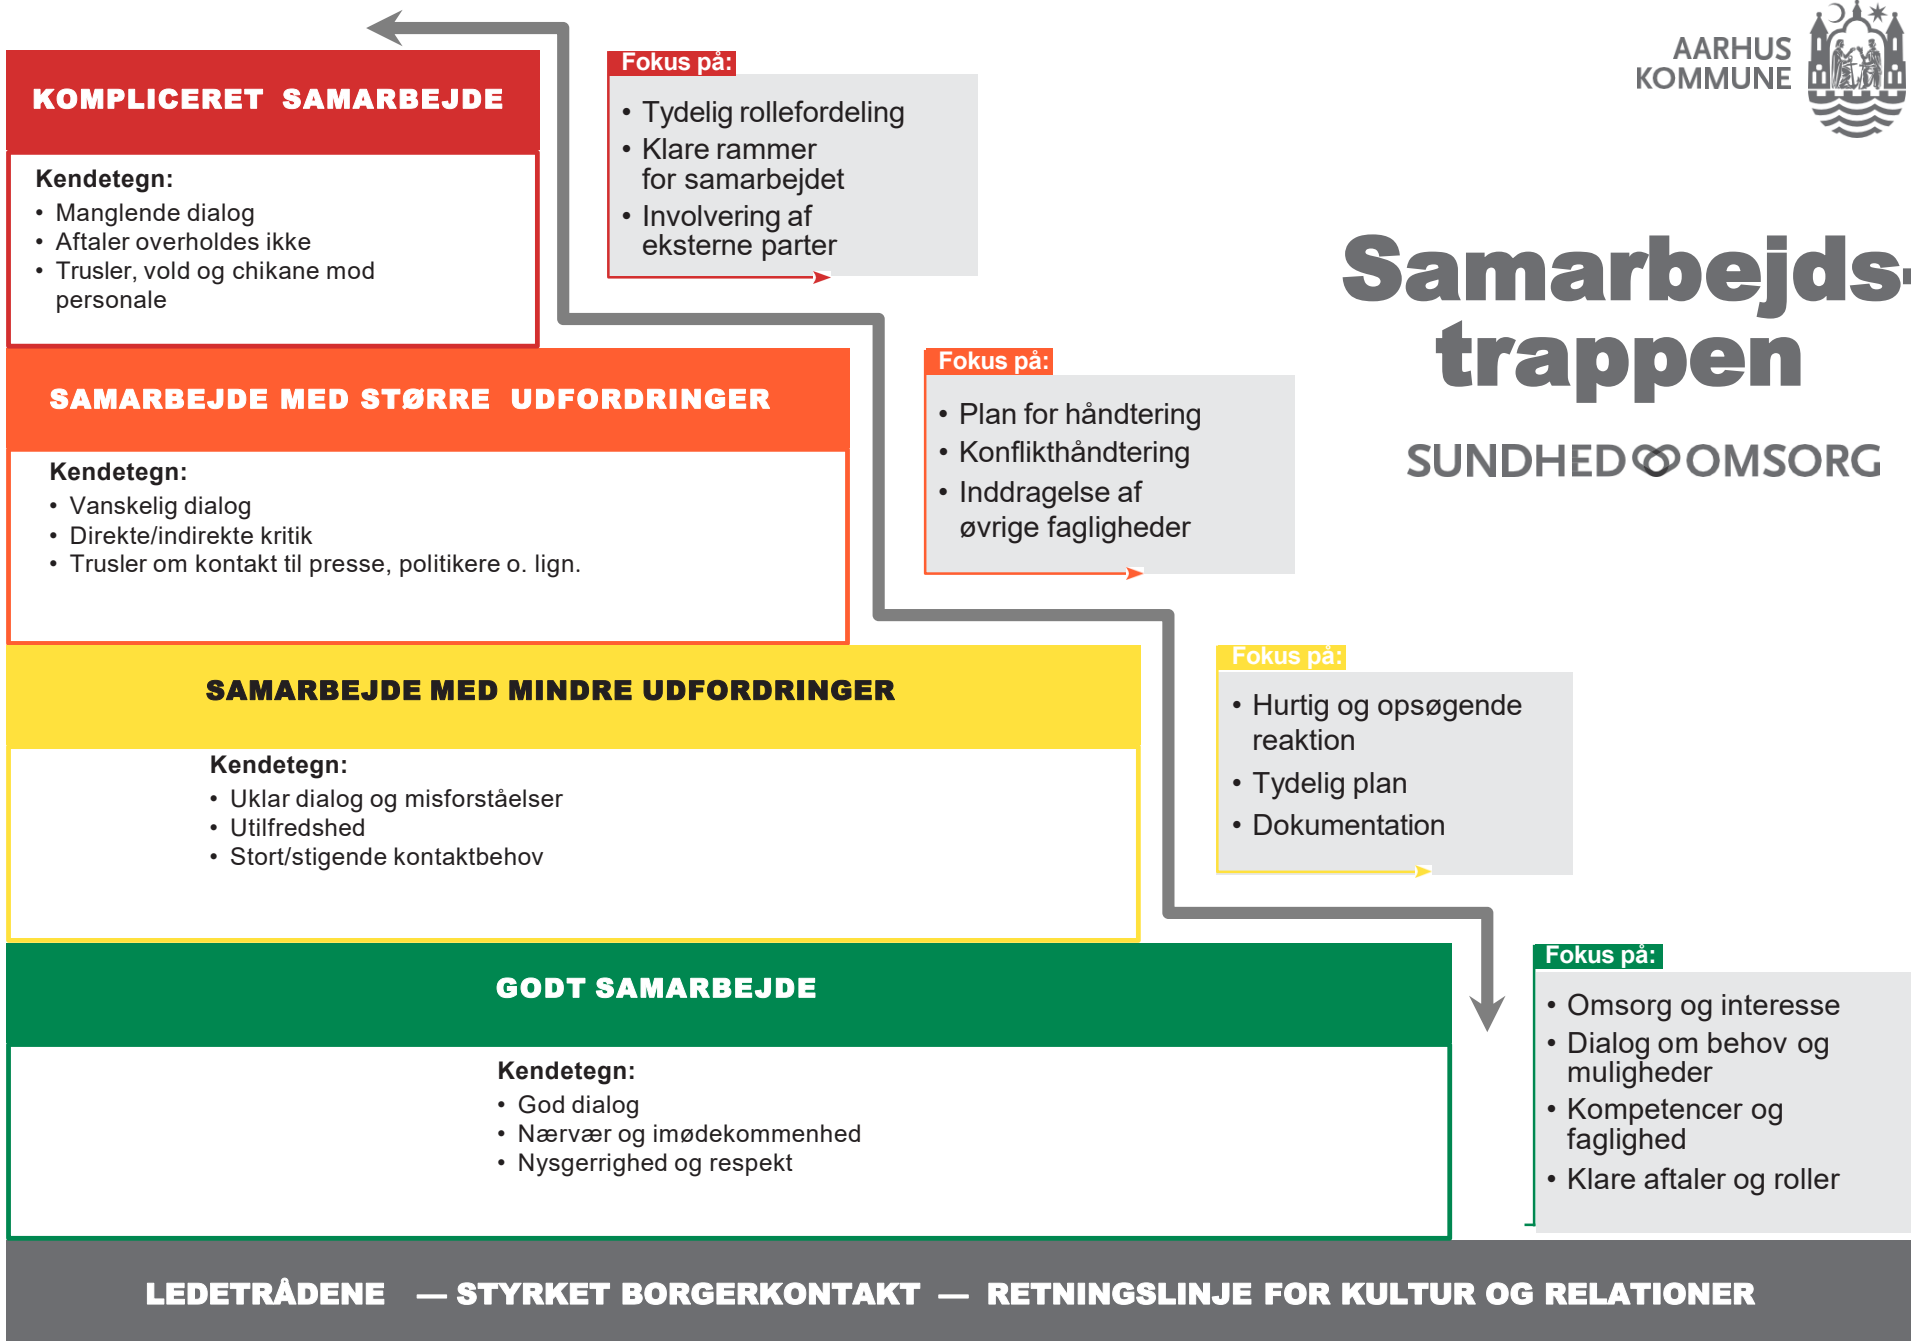 AARHUS
KOMMUNE
Samarbejds-
trappen
SUNDHED OMSORG
KOMPLICERET SAMARBEJDE
Kendetegn:
• Manglende dialog
• Aftaler overholdes ikke
• Trusler, vold og chikane mod
personale
Fokus på:
• Tydelig rollefordeling
• Klare rammer
for samarbejdet
• Involvering af
eksterne parter
SAMARBEJDE MED STØRRE UDFORDRINGER
Kendetegn:
• Vanskelig dialog
• Direkte/indirekte kritik
• Trusler om kontakt til presse, politikere o. lign.
Fokus på:
• Plan for håndtering
• Konflikthåndtering
• Inddragelse af
øvrige fagligheder
SAMARBEJDE MED MINDRE UDFORDRINGER
Kendetegn:
• Uklar dialog og misforståelser
• Utilfredshed
• Stort/stigende kontaktbehov
Fokus på:
• Hurtig og opsøgende
reaktion
• Tydelig plan
• Dokumentation
GODT SAMARBEJDE
Kendetegn:
• God dialog
• Nærvær og imødekommenhed
• Nysgerrighed og respekt
Fokus på:
• Omsorg og interesse
• Dialog om behov og
muligheder
• Kompetencer og
faglighed
• Klare aftaler og roller
LEDETRÅDENE — STYRKET BORGERKONTAKT — RETNINGSLINJE FOR KULTUR OG RELATIONER